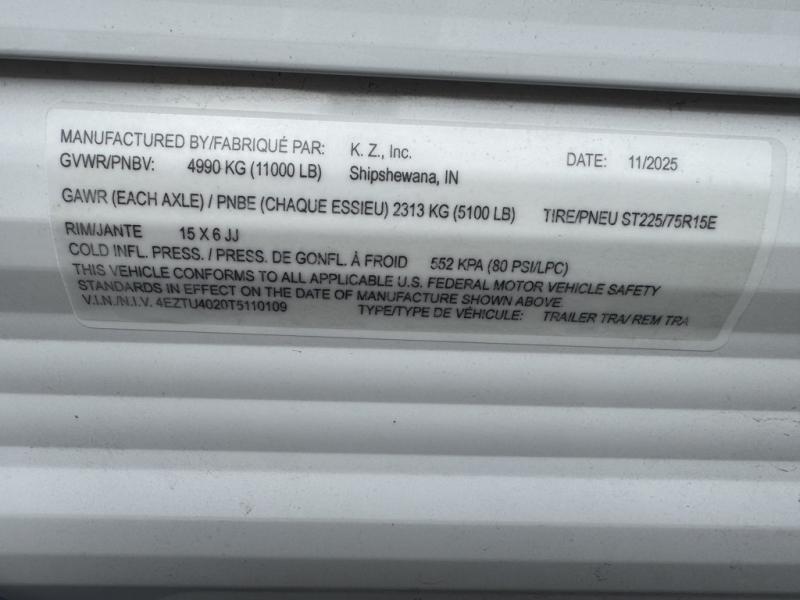 MANUFACTURED BY/FABRIQUÉ PAR: K. Z., Inc. DATE: 11/2025
GVWR/PNBV: 4990 KG (11000 LB) Shipshewana, IN
GAWR (EACH AXLE) / PNBE (CHAQUE ESSIEU) 2313 KG (5100 LB) TIRE/PNEU ST225/75R15E
RIM/JANTE 15 X 6 JJ
COLD INFL. PRESS. / PRESS. DE GONFL. À FROID 552 KPA (80 PSI/LPC)
THIS VEHICLE CONFORMS TO ALL APPLICABLE U.S. FEDERAL MOTOR VEHICLE SAFETY
STANDARDS IN EFFECT ON THE DATE OF MANUFACTURE SHOWN ABOVE.
V.I.N./N.I.V. 4EZTU4020T5110109 TYPE/TYPE DE VÉHICULE: TRAILER TRA/ REM TRA